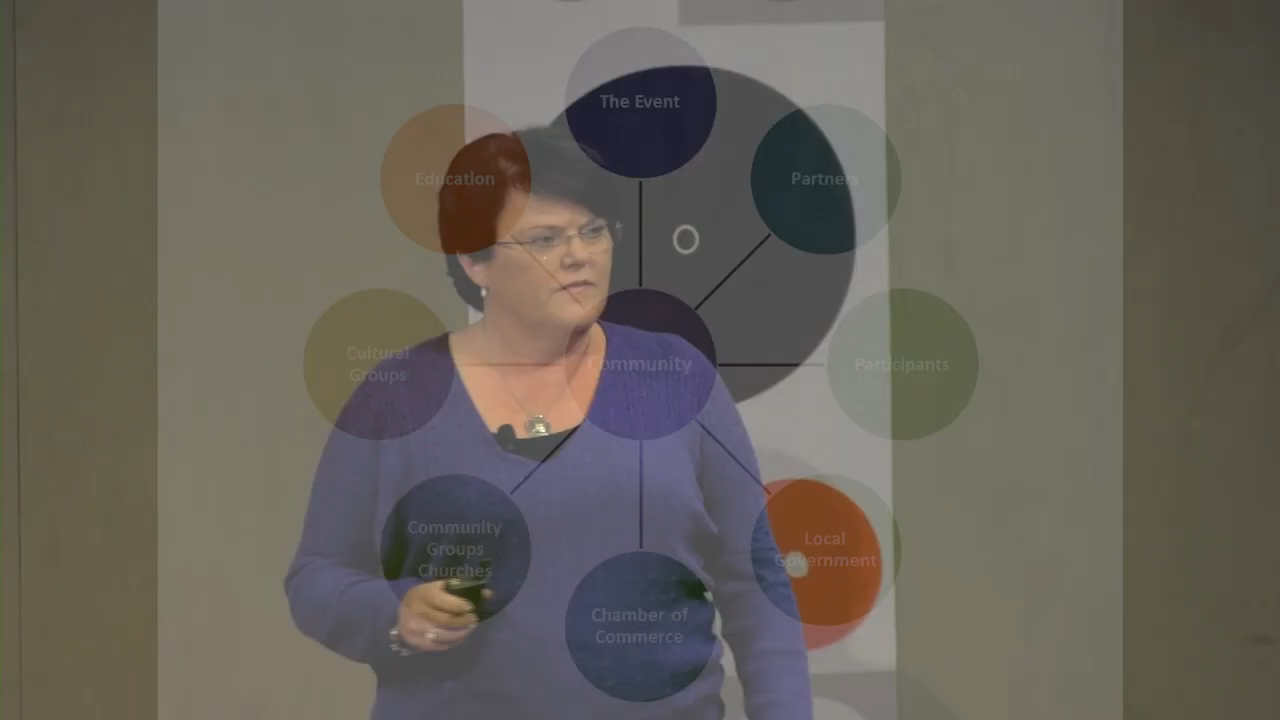 The Event
Education
Partners
Cultural
Groups
Community
Participants
Community
Groups
Churches
Local
Government
Chamber of
Commerce